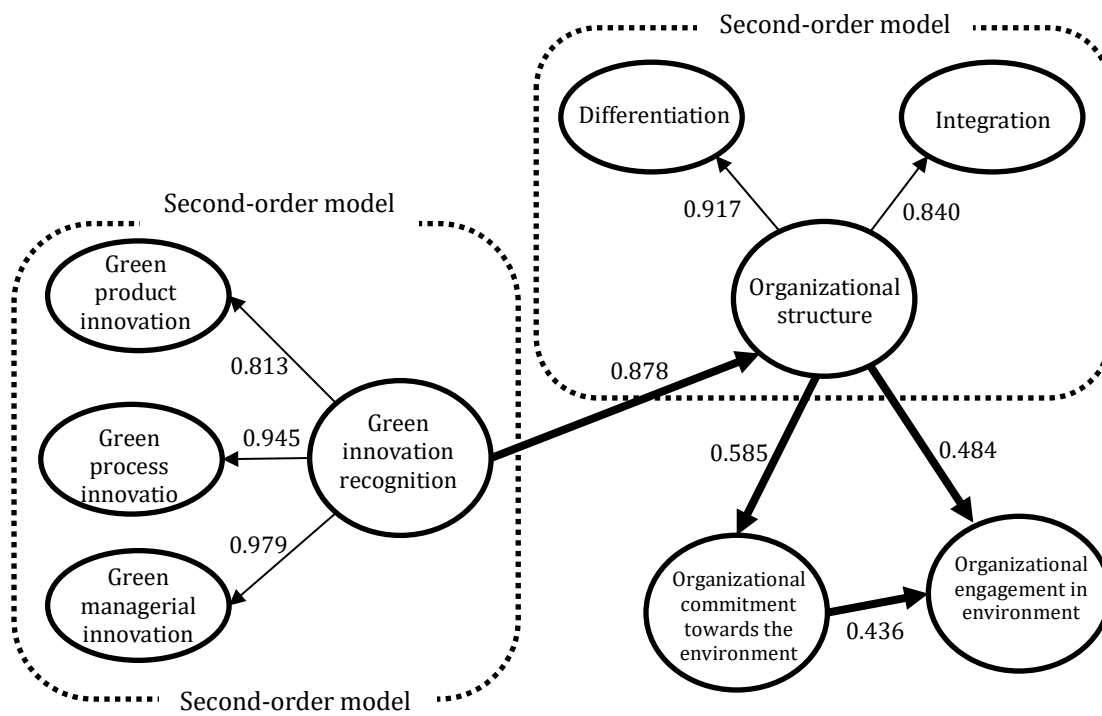 Second-order model
Differentiation
Integration
0.917
0.840
Organizational
structure
Second-order model
Green
product
innovation
0.813
Green
process
innovatio
0.945
Green
innovation
recognition
0.979
Green
managerial
innovation
Second-order model
0.878
0.585
0.484
Organizational
commitment
towards the
environment
0.436
Organizational
engagement in
environment